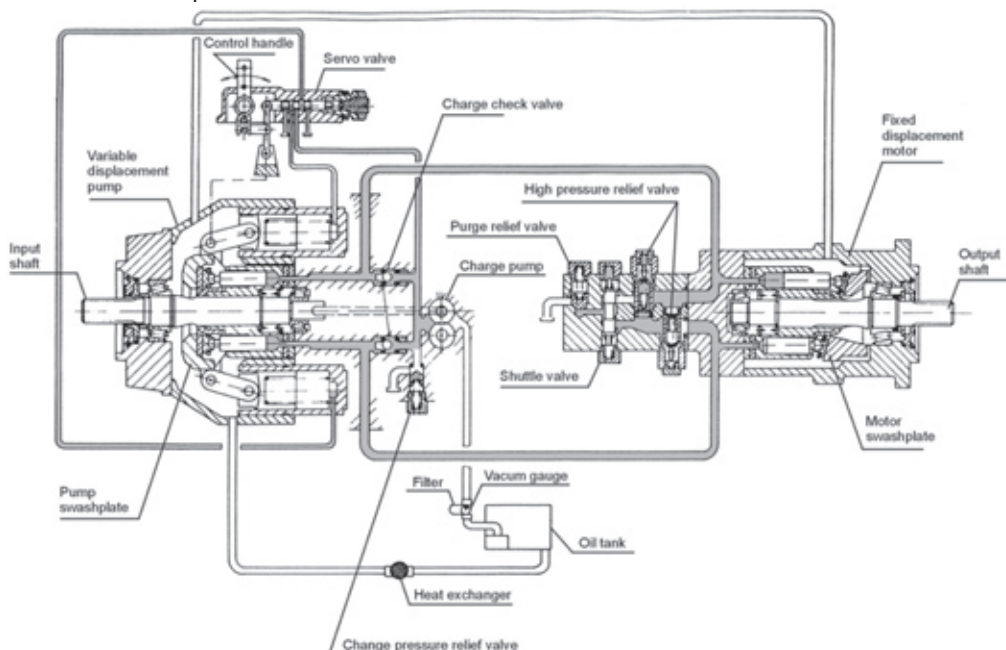 Control handle
Servo valve
Charge check valve
Fixed
displacement
motor
Variable
displacement
pump
High pressure relief valve
Purge relief valve
Input
shaft
Charge pump
Output
shaft
Shuttle valve
Motor
swashplate
Pump
swashplate
Filter
Vacum gauge
Oil tank
Heat exchanger
Change pressure relief valve